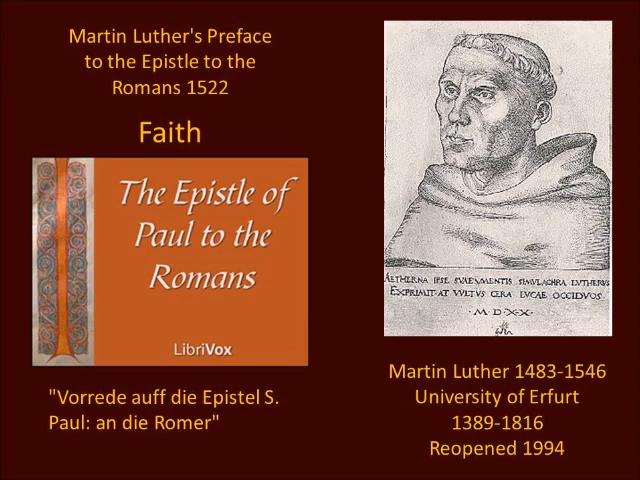 Martin Luther's Preface
to the Epistle to the
Romans 1522
Faith
The Epistle of
Paul to the
Romans
LibriVox
"Vorrede auff die Epistel S.
Paul: an die Romer"
AETHERNA IPSE SVAE MENTIS SIMVLACHRA LVTHERVS
EXPRIMIT·AT VVLTVS CERA LVCAE OCCIDVOS·
·M·D·X·X·
Martin Luther 1483-1546
University of Erfurt
1389-1816
Reopened 1994